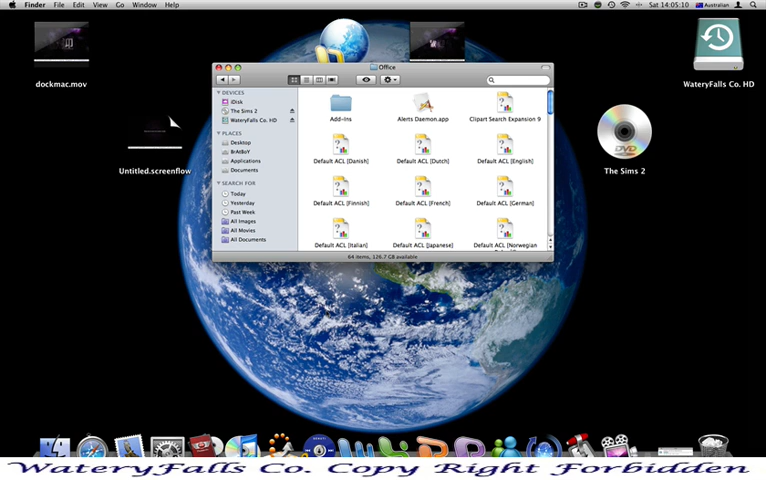 Finder File Edit View Go Window Help
Sat 14:05:10 Australian
dockmac.mov
WateryFalls Co. HD
Untitled.screenflow
The Sims 2
DVD
Office
DEVICES
iDisk
The Sims 2
WateryFalls Co. HD
PLACES
Desktop
BrAtBoY
Applications
Documents
SEARCH FOR
Today
Yesterday
Past Week
All Images
All Movies
All Documents
Add-Ins
Alerts Daemon.app
Clipart Search Expansion 9
Default ACL [Danish]
Default ACL [Dutch]
Default ACL [English]
Default ACL [Finnish]
Default ACL [French]
Default ACL [German]
Default ACL [Italian]
Default ACL [Japanese]
Default ACL [Norwegian
64 items, 126.7 GB available
WateryFalls Co. Copy Right Forbidden